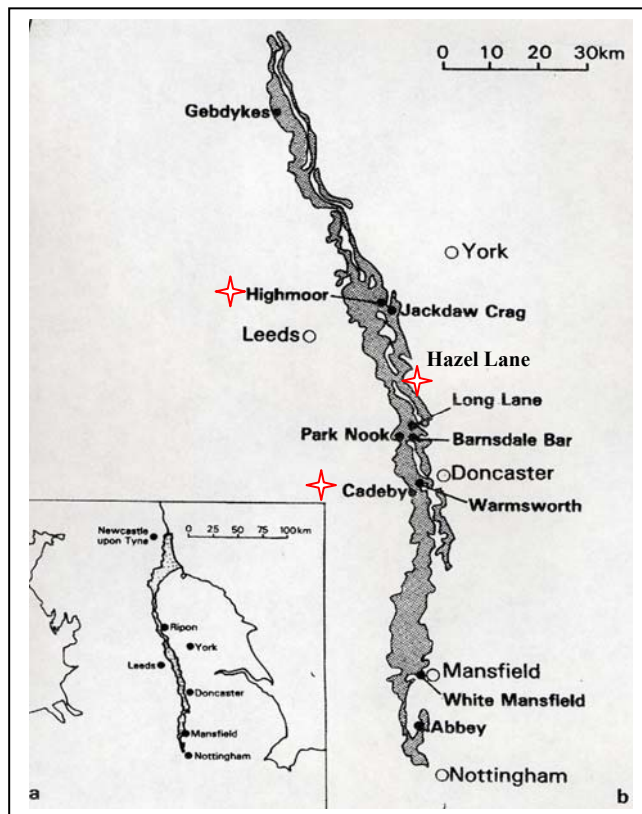 0 10 20 30km
Gebdykes
York
Highmoor
Jackdaw Crag
Leeds
Hazel Lane
Long Lane
Park Nook
Barnsdale Bar
Doncaster
Cadeby
Warmsworth
Mansfield
White Mansfield
Abbey
Nottingham
b
0 25 50 75 100km
Newcastle
upon Tyne
Ripon
York
Leeds
Doncaster
Mansfield
Nottingham
a